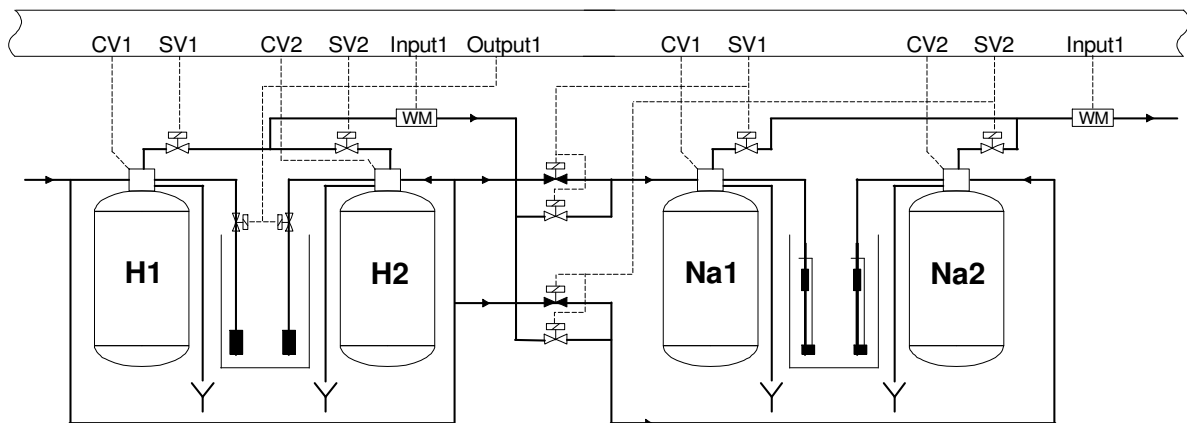 CV1 SV1 CV2 SV2 Input1 Output1 CV1 SV1 CV2 SV2 Input1
WM WM
H1 H2 Na1 Na2